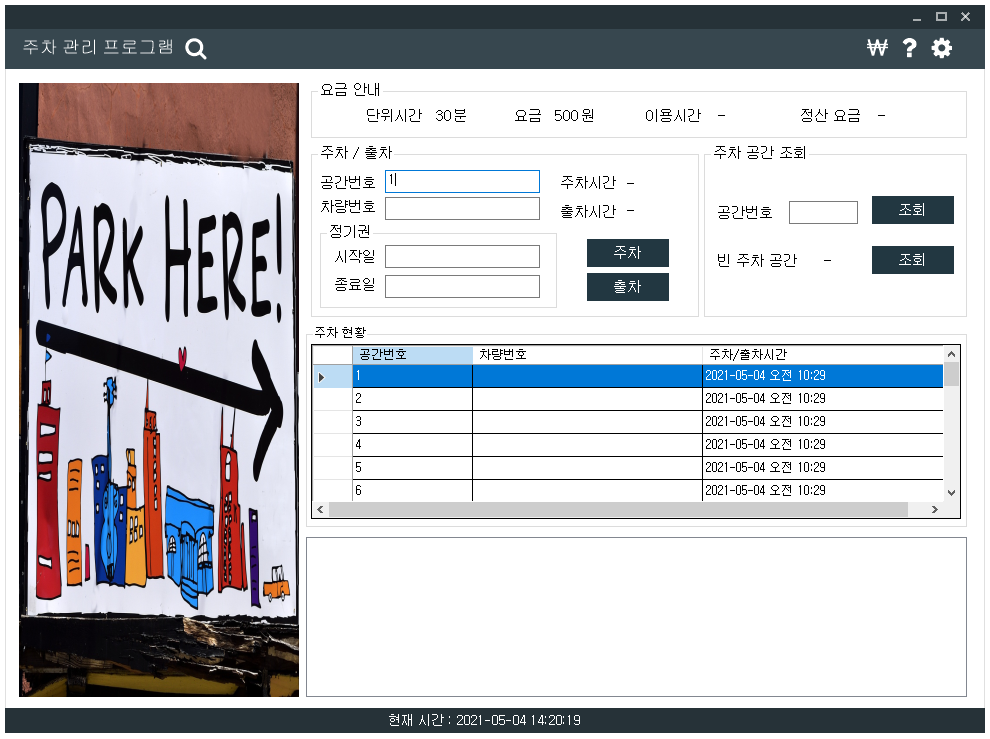 주차 관리 프로그램
₩ ?
PARK HERE!
요금 안내
단위시간 30분 요금 500원 이용시간 - 정산 요금 -
주차 / 출차
공간번호 1 주차시간 -
차량번호 출차시간 -
정기권
시작일
종료일
주차
출차
주차 공간 조회
공간번호 조회
빈 주차 공간 - 조회
주차 현황
공간번호 차량번호 주차/출차시간
1 2021-05-04 오전 10:29
2 2021-05-04 오전 10:29
3 2021-05-04 오전 10:29
4 2021-05-04 오전 10:29
5 2021-05-04 오전 10:29
6 2021-05-04 오전 10:29
현재 시간 : 2021-05-04 14:20:19